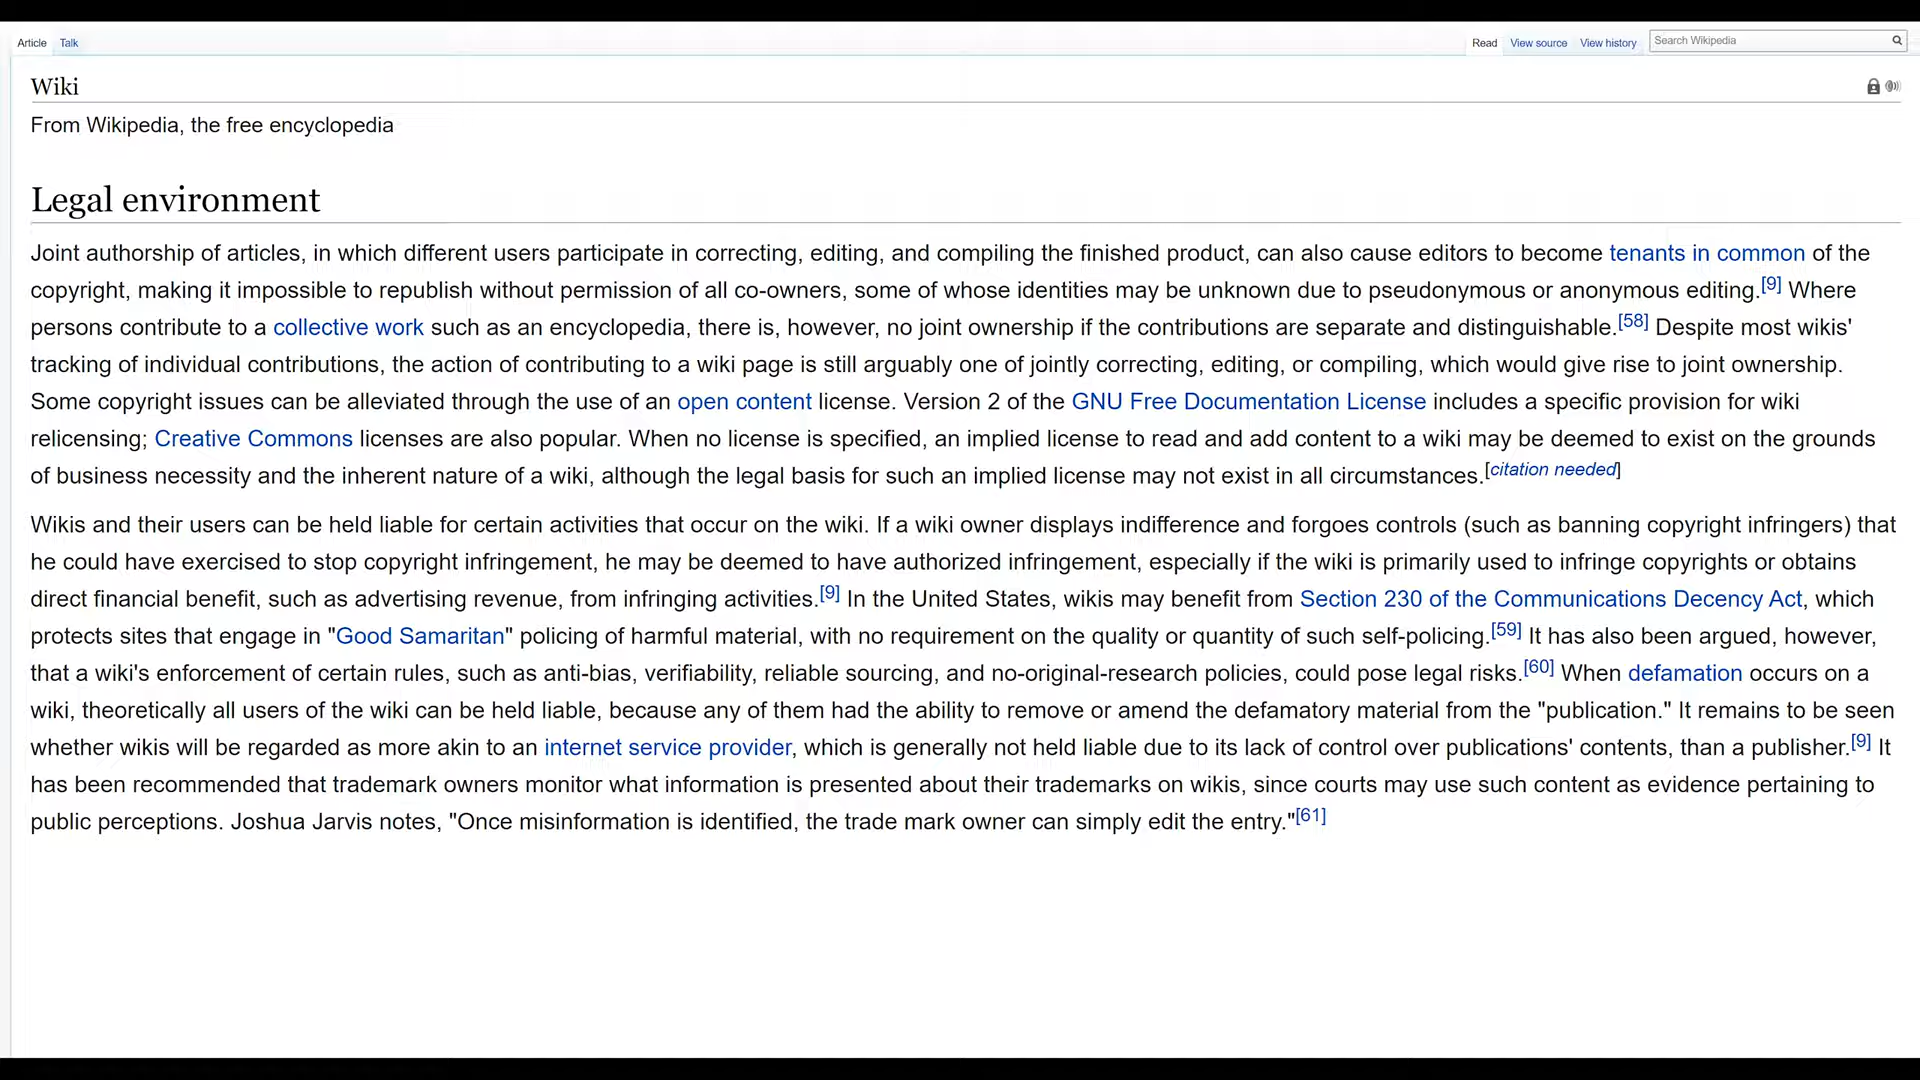 Article Talk Read View source View history Search Wikipedia
Wiki
From Wikipedia, the free encyclopedia
Legal environment
Joint authorship of articles, in which different users participate in correcting, editing, and compiling the finished product, can also cause editors to become tenants in common of the
copyright, making it impossible to republish without permission of all co-owners, some of whose identities may be unknown due to pseudonymous or anonymous editing.[9] Where
persons contribute to a collective work such as an encyclopedia, there is, however, no joint ownership if the contributions are separate and distinguishable.[58] Despite most wikis'
tracking of individual contributions, the action of contributing to a wiki page is still arguably one of jointly correcting, editing, or compiling, which would give rise to joint ownership.
Some copyright issues can be alleviated through the use of an open content license. Version 2 of the GNU Free Documentation License includes a specific provision for wiki
relicensing; Creative Commons licenses are also popular. When no license is specified, an implied license to read and add content to a wiki may be deemed to exist on the grounds
of business necessity and the inherent nature of a wiki, although the legal basis for such an implied license may not exist in all circumstances.[citation needed]
Wikis and their users can be held liable for certain activities that occur on the wiki. If a wiki owner displays indifference and forgoes controls (such as banning copyright infringers) that
he could have exercised to stop copyright infringement, he may be deemed to have authorized infringement, especially if the wiki is primarily used to infringe copyrights or obtains
direct financial benefit, such as advertising revenue, from infringing activities.[9] In the United States, wikis may benefit from Section 230 of the Communications Decency Act, which
protects sites that engage in "Good Samaritan" policing of harmful material, with no requirement on the quality or quantity of such self-policing.[59] It has also been argued, however,
that a wiki's enforcement of certain rules, such as anti-bias, verifiability, reliable sourcing, and no-original-research policies, could pose legal risks.[60] When defamation occurs on a
wiki, theoretically all users of the wiki can be held liable, because any of them had the ability to remove or amend the defamatory material from the "publication." It remains to be seen
whether wikis will be regarded as more akin to an internet service provider, which is generally not held liable due to its lack of control over publications' contents, than a publisher.[9] It
has been recommended that trademark owners monitor what information is presented about their trademarks on wikis, since courts may use such content as evidence pertaining to
public perceptions. Joshua Jarvis notes, "Once misinformation is identified, the trade mark owner can simply edit the entry."[61]